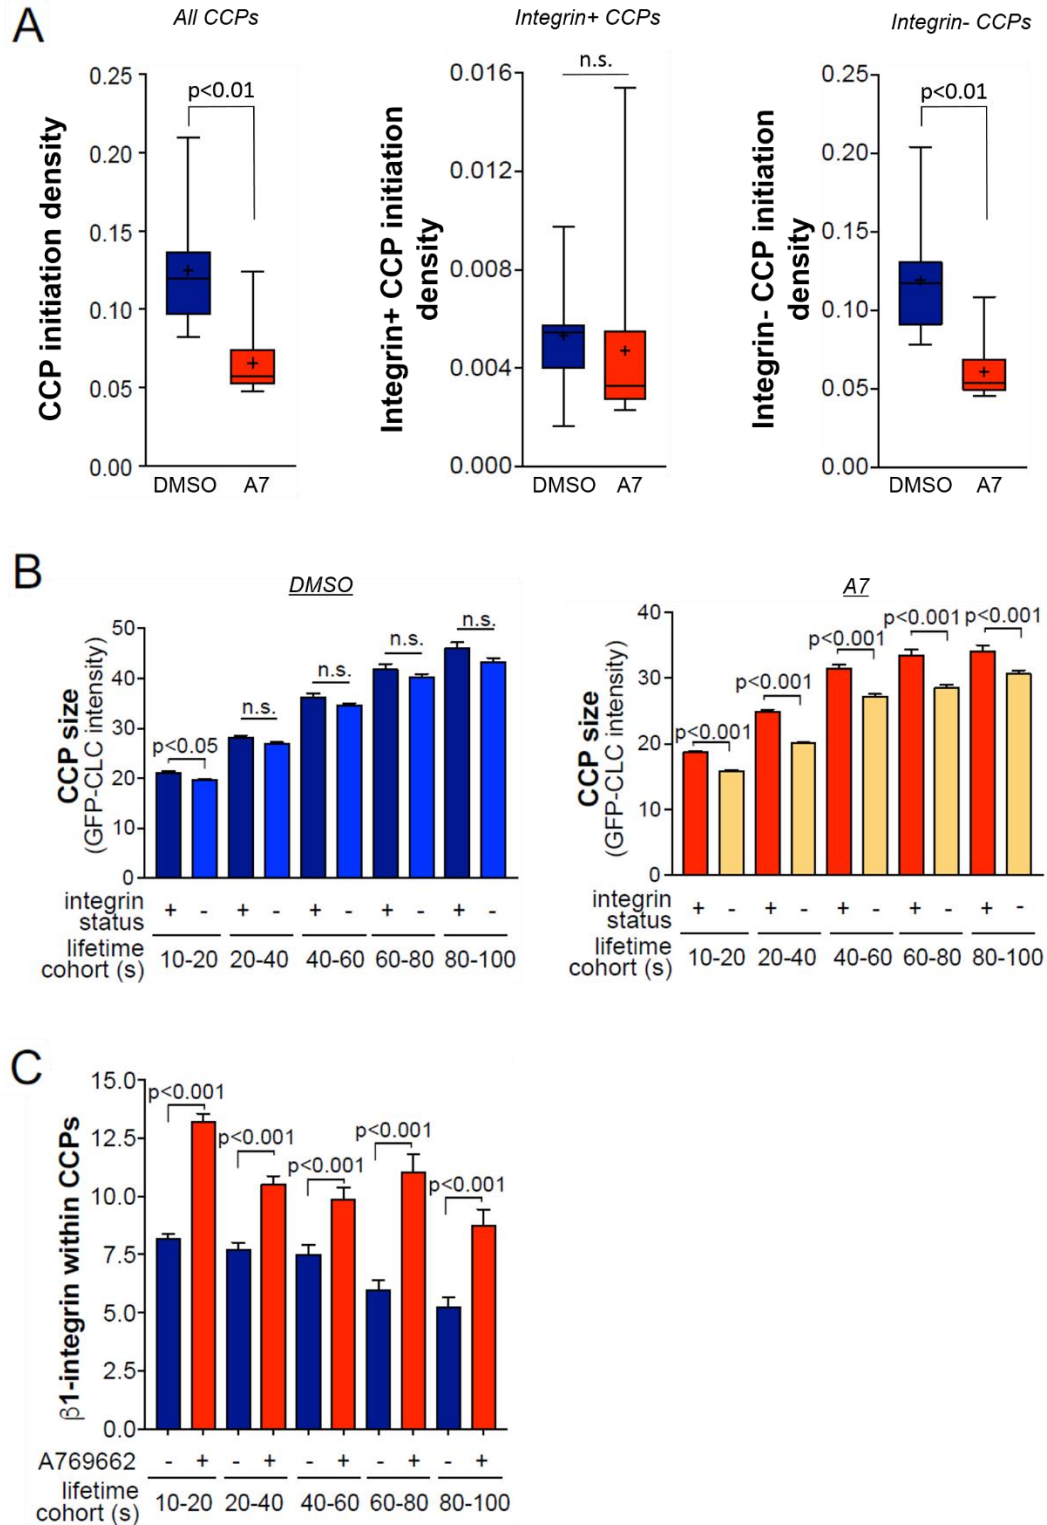 A
All CCPs
Integrin+ CCPs
Integrin- CCPs
CCP initiation density
0.25
0.20
0.15
0.10
0.05
0.00
p<0.01
DMSO A7
Integrin+ CCP initiation
density
0.016
0.012
0.008
0.004
0.000
n.s.
DMSO A7
Integrin- CCP initiation
density
0.25
0.20
0.15
0.10
0.05
0.00
p<0.01
DMSO A7
B
DMSO
CCP size
(GFP-CLC intensity)
50
40
30
20
10
0
p<0.05
n.s.
n.s.
n.s.
n.s.
integrin
status
+ - + - + - + - + -
lifetime
cohort (s)
10-20 20-40 40-60 60-80 80-100
A7
CCP size
(GFP-CLC intensity)
40
30
20
10
0
p<0.001
p<0.001
p<0.001
p<0.001
p<0.001
integrin
status
+ - + - + - + - + -
lifetime
cohort (s)
10-20 20-40 40-60 60-80 80-100
C
β1-integrin within CCPs
15.0
12.5
10.0
7.5
5.0
2.5
0.0
p<0.001
p<0.001
p<0.001
p<0.001
p<0.001
A769662 - + - + - + - + - +
lifetime
cohort (s)
10-20 20-40 40-60 60-80 80-100